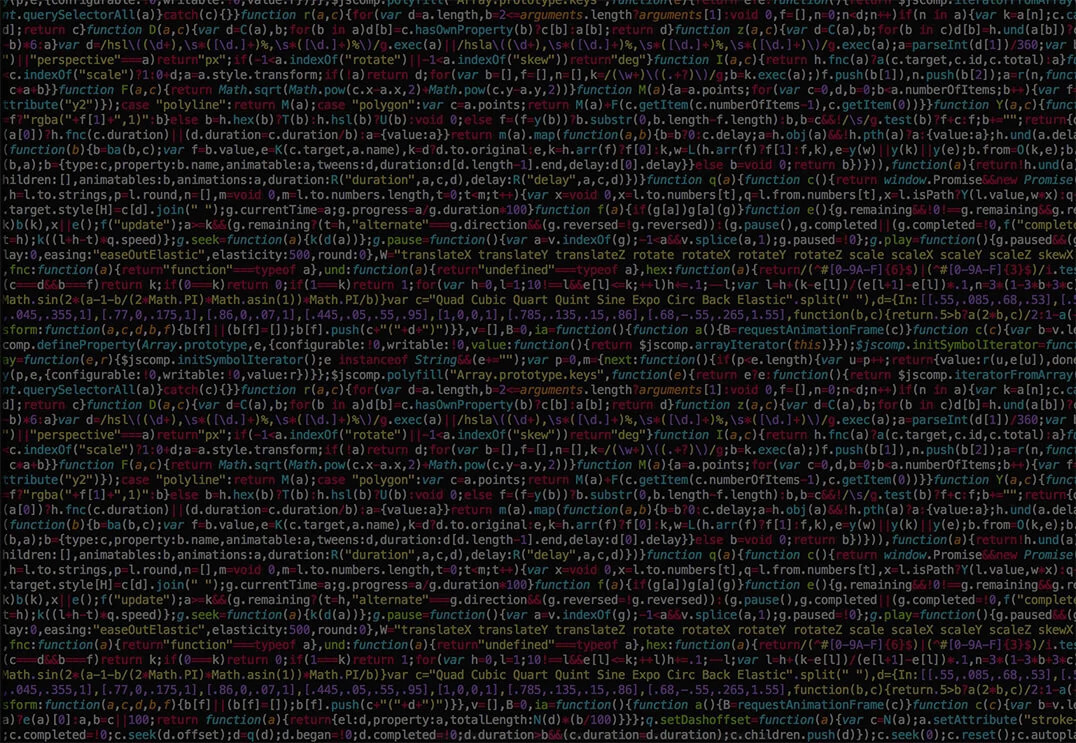 (p,e,{configurable:!0,writable:!0,value:r})}};$jscomp.polyfill("Array.prototype.keys",function(e){return e?e:function(){return $jscomp.iteratorFromArray
nt.querySelectorAll(a)}catch(c){}}function r(a,c){for(var d=a.length,b=2<=arguments.length?arguments[1]:void 0,f=[],n=0;n<d;n++)if(n in a){var k=a[n];c.ca
d];return c}function D(a,c){var d=C(a),b;for(b in a)d[b]=c.hasOwnProperty(b)?c[b]:a[b];return d}function z(a,c){var d=C(a),b;for(b in c)d[b]=h.und(a[b])?
-b)*6:a}var d=/hsl\((\d+),\s*([\d.]+)%,\s*([\d.]+)%\)/g.exec(a)||/hsla\((\d+),\s*([\d.]+)%,\s*([\d.]+)%,\s*([\d.]+)\)/g.exec(a);a=parseInt(d[1])/360;var b
")||"perspective"===a)return"px";if(-1<a.indexOf("rotate")||-1<a.indexOf("skew"))return"deg"}function I(a,c){return h.fnc(a)?a(c.target,c.id,c.total):a}fu
<c.indexOf("scale")?1:0+d;a=a.style.transform;if(!a)return d;for(var b=[],f=[],n=[],k=/(\w+)\((.+?)\)/g;b=k.exec(a);)f.push(b[1]),n.push(b[2]);a=r(n,func
c*a+b}}function F(a,c){return Math.sqrt(Math.pow(c.x-a.x,2)+Math.pow(c.y-a.y,2))}function M(a){a=a.points;for(var c=0,d,b=0;b<a.numberOfItems;b++){var f
ttribute("y2")});case "polyline":return M(a);case "polygon":var c=a.points;return M(a)+F(c.getItem(c.numberOfItems-1),c.getItem(0))}}function Y(a,c){func
=f?"rgba("+f[1]+",1)":b}else b=h.hex(b)?T(b):h.hsl(b)?U(b):void 0;else f=(f=y(b))?b.substr(0,b.length-f.length):b,b=c&&!/\s/g.test(b)?f+c:f;b+="";return{o
(a[0])?h.fnc(c.duration)||(d.duration=c.duration/b):a={value:a}}return m(a).map(function(a,b){b=b?0:c.delay;a=h.obj(a)&&!h.pth(a)?a:{value:a};h.und(a.dela
(function(b){b=ba(b,c);var f=b.value,e=K(c.target,a.name),k=d?d.to.original:e,k=h.arr(f)?f[0]:k,w=L(h.arr(f)?f[1]:f,k),e=y(w)||y(k)||y(e);b.from=O(k,e);b
(b,a);b={type:c,property:b.name,animatable:a,tweens:d,duration:d[d.length-1].end,delay:d[0].delay}}else b=void 0;return b})})),function(a){return!h.und(a
hildren:[],animatables:b,animations:a,duration:R("duration",a,c,d),delay:R("delay",a,c,d)})}function q(a){function c(){return window.Promise&&new Promise
,h=l.to.strings,p=l.round,n=[],m=void 0,m=l.to.numbers.length,t=0;t<m;t++){var x=void 0,x=l.to.numbers[t],q=l.from.numbers[t],x=l.isPath?Y(l.value,w*x):q+
.target.style[H]=c[d].join(" ");g.currentTime=a;g.progress=a/g.duration*100}function f(a){if(g[a])g[a](g)}function e(){g.remaining&&!0!==g.remaining&&g.re
k)b(k),x||e();f("update");a>=k&&(g.remaining?(t=h,"alternate"===g.direction&&(g.reversed=!g.reversed)):(g.pause(),g.completed||(g.completed=!0,f("complete
t=h);k((l+h-t)*q.speed)};g.seek=function(a){k(d(a))};g.pause=function(){var a=v.indexOf(g);-1<a&&v.splice(a,1);g.paused=!0};g.play=function(){g.paused&&(g
lay:0,easing:"easeOutElastic",elasticity:500,round:0},W="translateX translateY translateZ rotate rotateX rotateY rotateZ scale scaleX scaleY scaleZ skewX
,fnc:function(a){return"function"===typeof a},und:function(a){return"undefined"===typeof a},hex:function(a){return/(^#[0-9A-F]{6}$)|(^#[0-9A-F]{3}$)/i.tes
(c===d&&b===f)return k;if(0===k)return 0;if(1===k)return 1;for(var h=0,l=1;10!==l&&e[l]<=k;++l)h+=.1;--l;var l=h+(k-e[l])/(e[l+1]-e[l])*.1,n=3*(1-3*b+3*c)
Math.sin(2*(a-1-b/(2*Math.PI)*Math.asin(1))*Math.PI/b)}var c="Quad Cubic Quart Quint Sine Expo Circ Back Elastic".split(" "),d={In:[[.55,.085,.68,.53],[.5
,.045,.355,1],[.77,0,.175,1],[.86,0,.07,1],[.445,.05,.55,.95],[1,0,0,1],[.785,.135,.15,.86],[.68,-.55,.265,1.55],function(b,c){return.5>b?a(2*b,c)/2:1-a(-
sform:function(a,c,d,b,f){b[f]||(b[f]=[]);b[f].push(c+"("+d+")")}},v=[],B=0,ia=function(){function a(){B=requestAnimationFrame(c)}function c(c){var b=v.le
comp.defineProperty(Array.prototype,e,{configurable:!0,writable:!0,value:function(){return $jscomp.arrayIterator(this)}});$jscomp.initSymbolIterator=funct
ay=function(e,r){$jscomp.initSymbolIterator();e instanceof String&&(e+="");var p=0,m={next:function(){if(p<e.length){var u=p++;return{value:r(u,e[u]),done
(p,e,{configurable:!0,writable:!0,value:r})}};$jscomp.polyfill("Array.prototype.keys",function(e){return e?e:function(){return $jscomp.iteratorFromArray
nt.querySelectorAll(a)}catch(c){}}function r(a,c){for(var d=a.length,b=2<=arguments.length?arguments[1]:void 0,f=[],n=0;n<d;n++)if(n in a){var k=a[n];c.ca
d];return c}function D(a,c){var d=C(a),b;for(b in a)d[b]=c.hasOwnProperty(b)?c[b]:a[b];return d}function z(a,c){var d=C(a),b;for(b in c)d[b]=h.und(a[b])?
-b)*6:a}var d=/hsl\((\d+),\s*([\d.]+)%,\s*([\d.]+)%\)/g.exec(a)||/hsla\((\d+),\s*([\d.]+)%,\s*([\d.]+)%,\s*([\d.]+)\)/g.exec(a);a=parseInt(d[1])/360;var b
")||"perspective"===a)return"px";if(-1<a.indexOf("rotate")||-1<a.indexOf("skew"))return"deg"}function I(a,c){return h.fnc(a)?a(c.target,c.id,c.total):a}fu
<c.indexOf("scale")?1:0+d;a=a.style.transform;if(!a)return d;for(var b=[],f=[],n=[],k=/(\w+)\((.+?)\)/g;b=k.exec(a);)f.push(b[1]),n.push(b[2]);a=r(n,func
c*a+b}}function F(a,c){return Math.sqrt(Math.pow(c.x-a.x,2)+Math.pow(c.y-a.y,2))}function M(a){a=a.points;for(var c=0,d,b=0;b<a.numberOfItems;b++){var f
ttribute("y2")});case "polyline":return M(a);case "polygon":var c=a.points;return M(a)+F(c.getItem(c.numberOfItems-1),c.getItem(0))}}function Y(a,c){func
=f?"rgba("+f[1]+",1)":b}else b=h.hex(b)?T(b):h.hsl(b)?U(b):void 0;else f=(f=y(b))?b.substr(0,b.length-f.length):b,b=c&&!/\s/g.test(b)?f+c:f;b+="";return{o
(a[0])?h.fnc(c.duration)||(d.duration=c.duration/b):a={value:a}}return m(a).map(function(a,b){b=b?0:c.delay;a=h.obj(a)&&!h.pth(a)?a:{value:a};h.und(a.dela
(function(b){b=ba(b,c);var f=b.value,e=K(c.target,a.name),k=d?d.to.original:e,k=h.arr(f)?f[0]:k,w=L(h.arr(f)?f[1]:f,k),e=y(w)||y(k)||y(e);b.from=O(k,e);b
(b,a);b={type:c,property:b.name,animatable:a,tweens:d,duration:d[d.length-1].end,delay:d[0].delay}}else b=void 0;return b})})),function(a){return!h.und(a
hildren:[],animatables:b,animations:a,duration:R("duration",a,c,d),delay:R("delay",a,c,d)})}function q(a){function c(){return window.Promise&&new Promise
,h=l.to.strings,p=l.round,n=[],m=void 0,m=l.to.numbers.length,t=0;t<m;t++){var x=void 0,x=l.to.numbers[t],q=l.from.numbers[t],x=l.isPath?Y(l.value,w*x):q+
.target.style[H]=c[d].join(" ");g.currentTime=a;g.progress=a/g.duration*100}function f(a){if(g[a])g[a](g)}function e(){g.remaining&&!0!==g.remaining&&g.re
k)b(k),x||e();f("update");a>=k&&(g.remaining?(t=h,"alternate"===g.direction&&(g.reversed=!g.reversed)):(g.pause(),g.completed||(g.completed=!0,f("complete
t=h);k((l+h-t)*q.speed)};g.seek=function(a){k(d(a))};g.pause=function(){var a=v.indexOf(g);-1<a&&v.splice(a,1);g.paused=!0};g.play=function(){g.paused&&(g
lay:0,easing:"easeOutElastic",elasticity:500,round:0},W="translateX translateY translateZ rotate rotateX rotateY rotateZ scale scaleX scaleY scaleZ skewX
,fnc:function(a){return"function"===typeof a},und:function(a){return"undefined"===typeof a},hex:function(a){return/(^#[0-9A-F]{6}$)|(^#[0-9A-F]{3}$)/i.tes
(c===d&&b===f)return k;if(0===k)return 0;if(1===k)return 1;for(var h=0,l=1;10!==l&&e[l]<=k;++l)h+=.1;--l;var l=h+(k-e[l])/(e[l+1]-e[l])*.1,n=3*(1-3*b+3*c)
Math.sin(2*(a-1-b/(2*Math.PI)*Math.asin(1))*Math.PI/b)}var c="Quad Cubic Quart Quint Sine Expo Circ Back Elastic".split(" "),d={In:[[.55,.085,.68,.53],[.5
,.045,.355,1],[.77,0,.175,1],[.86,0,.07,1],[.445,.05,.55,.95],[1,0,0,1],[.785,.135,.15,.86],[.68,-.55,.265,1.55],function(b,c){return.5>b?a(2*b,c)/2:1-a(-
sform:function(a,c,d,b,f){b[f]||(b[f]=[]);b[f].push(c+"("+d+")")}},v=[],B=0,ia=function(){function a(){B=requestAnimationFrame(c)}function c(c){var b=v.le
a)?e(a)[0]:a,b=c||100;return function(a){return{el:d,property:a,totalLength:N(d)*(b/100)}}};q.setDashoffset=function(a){var c=N(a);a.setAttribute("stroke-
;c.completed=!0;c.seek(d.offset);d=q(d);d.began=!0;d.completed=!0;d.duration>b&&(c.duration=d.duration);c.children.push(d)});c.seek(0);c.reset();c.autopla